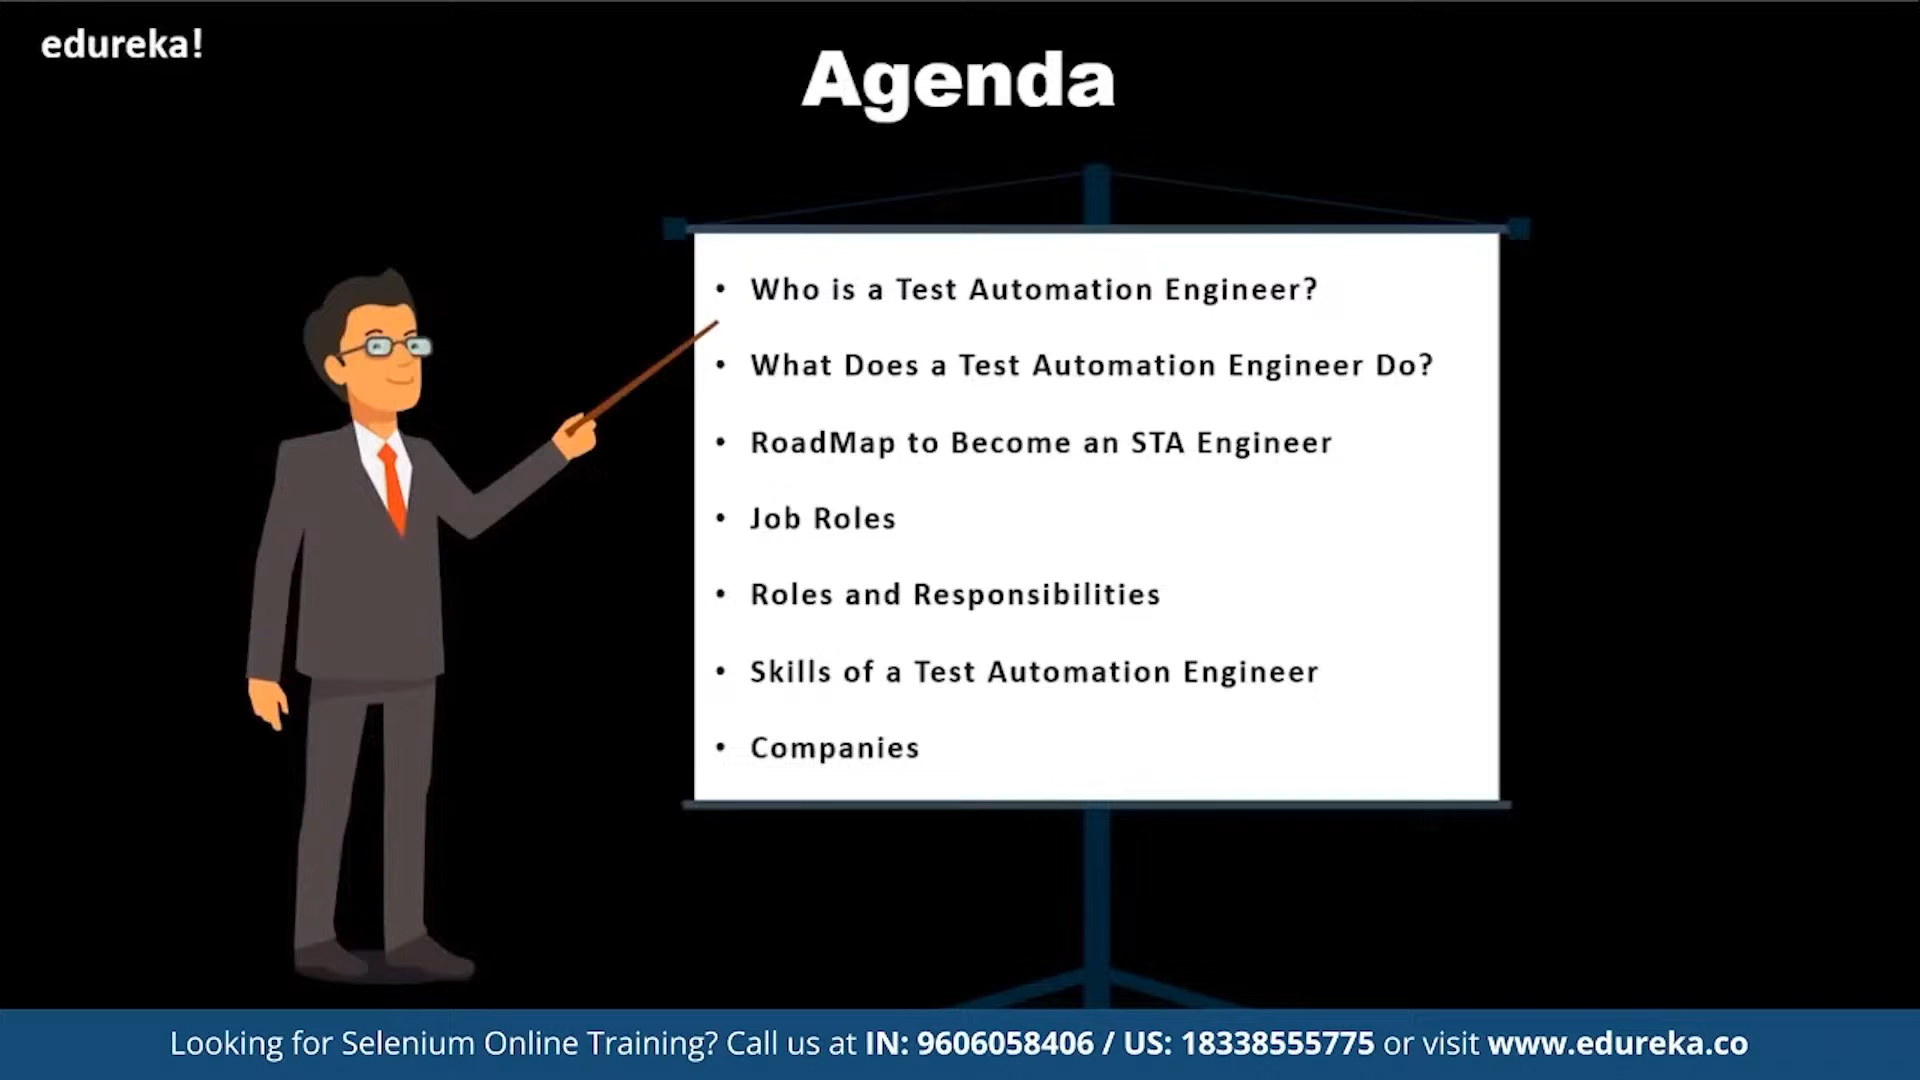 edureka!
Agenda
• Who is a Test Automation Engineer?
• What Does a Test Automation Engineer Do?
• RoadMap to Become an STA Engineer
• Job Roles
• Roles and Responsibilities
• Skills of a Test Automation Engineer
• Companies
Looking for Selenium Online Training? Call us at IN: 9606058406 / US: 18338555775 or visit www.edureka.co